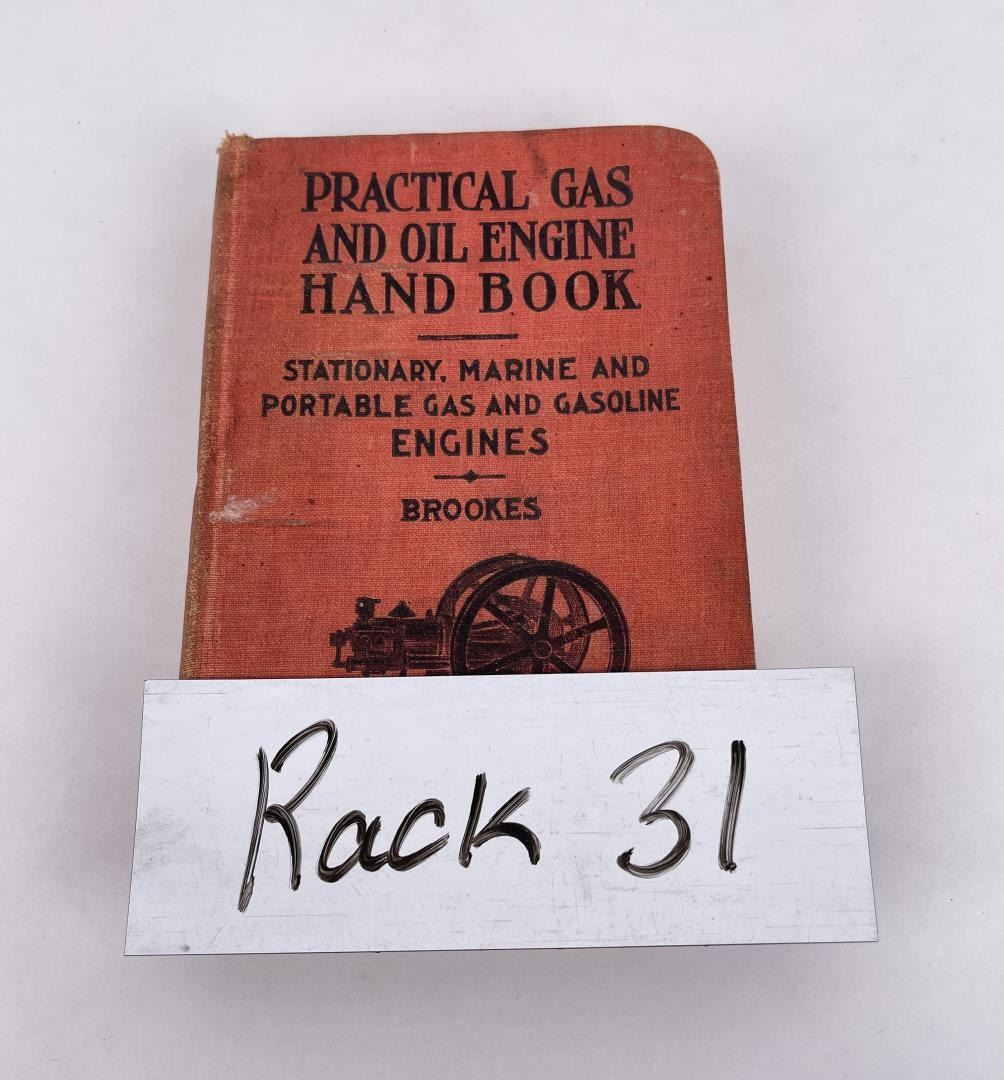 PRACTICAL GAS
AND OIL ENGINE
HAND BOOK
STATIONARY, MARINE AND
PORTABLE GAS AND GASOLINE
ENGINES
BROOKES
Rack 31